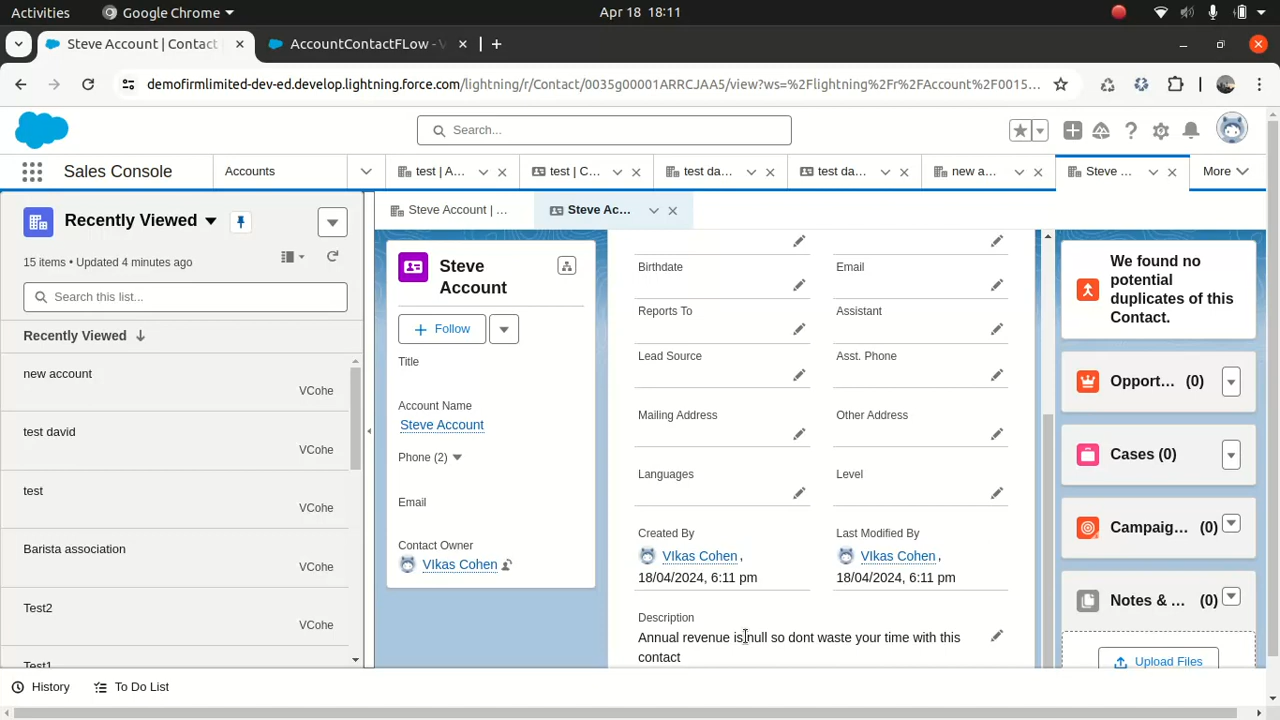 Activities
Google Chrome
Apr 18 18:11
Steve Account | Contact
AccountContactFLow - V
demofirmlimited-dev-ed.develop.lightning.force.com/lightning/r/Contact/0035g00001ARRCJAA5/view?ws=%2Flightning%2Fr%2FAccount%2F0015...
Search...
Sales Console
Accounts
test | A...
test | C...
test da...
test da...
new a...
Steve ...
More
Recently Viewed
15 items • Updated 4 minutes ago
Search this list...
Recently Viewed
new account
VCohe
test david
VCohe
test
VCohe
Barista association
VCohe
Test2
VCohe
Test1
Steve Account | ...
Steve Ac...
Steve
Account
Follow
Title
Account Name
Steve Account
Phone (2)
Email
Contact Owner
VIkas Cohen
Birthdate
Email
Reports To
Assistant
Lead Source
Asst. Phone
Mailing Address
Other Address
Languages
Level
Created By
VIkas Cohen ,
18/04/2024, 6:11 pm
Last Modified By
VIkas Cohen ,
18/04/2024, 6:11 pm
Description
Annual revenue is null so dont waste your time with this
contact
We found no
potential
duplicates of this
Contact.
Opport... (0)
Cases (0)
Campaig... (0)
Notes & ... (0)
Upload Files
History
To Do List